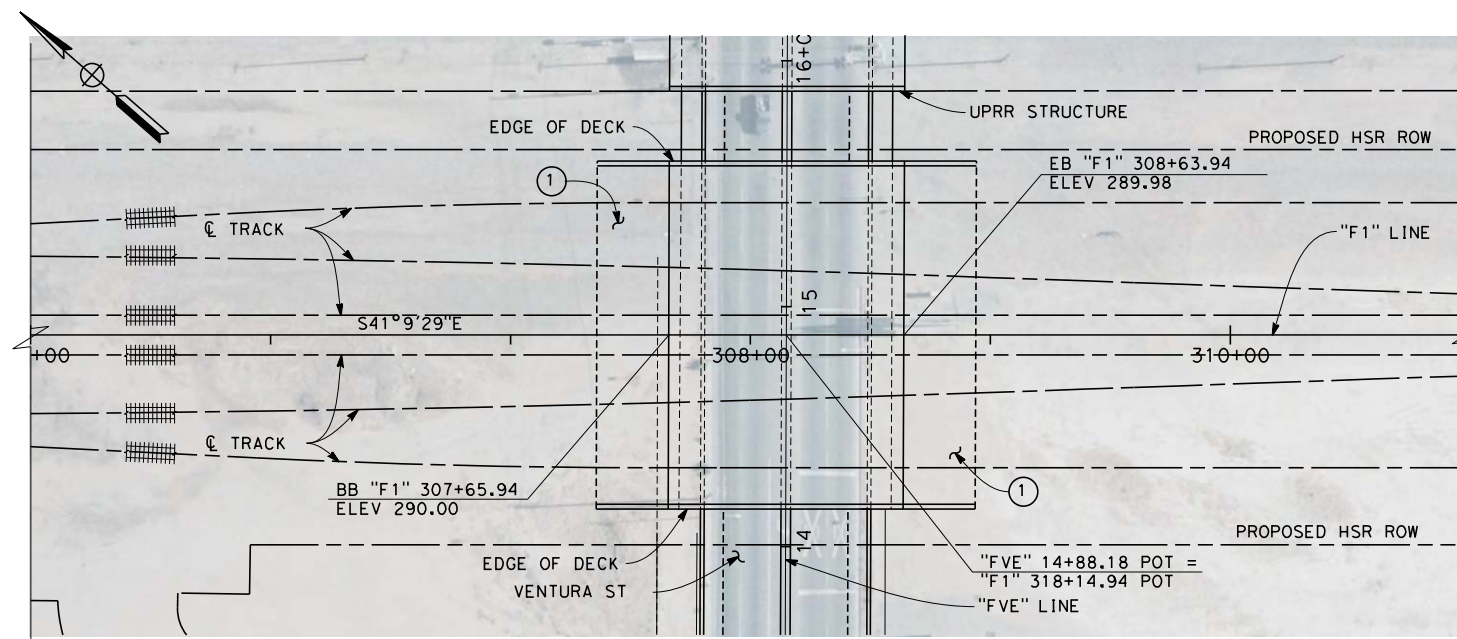 16+0
UPRR STRUCTURE
EDGE OF DECK
PROPOSED HSR ROW
EB "F1" 308+63.94
ELEV 289.98
1
℄ TRACK
"F1" LINE
15
S41°9'29"E
+00
308+00
310+00
℄ TRACK
BB "F1" 307+65.94
ELEV 290.00
1
14
EDGE OF DECK
VENTURA ST
"FVE" 14+88.18 POT =
"F1" 318+14.94 POT
"FVE" LINE
PROPOSED HSR ROW